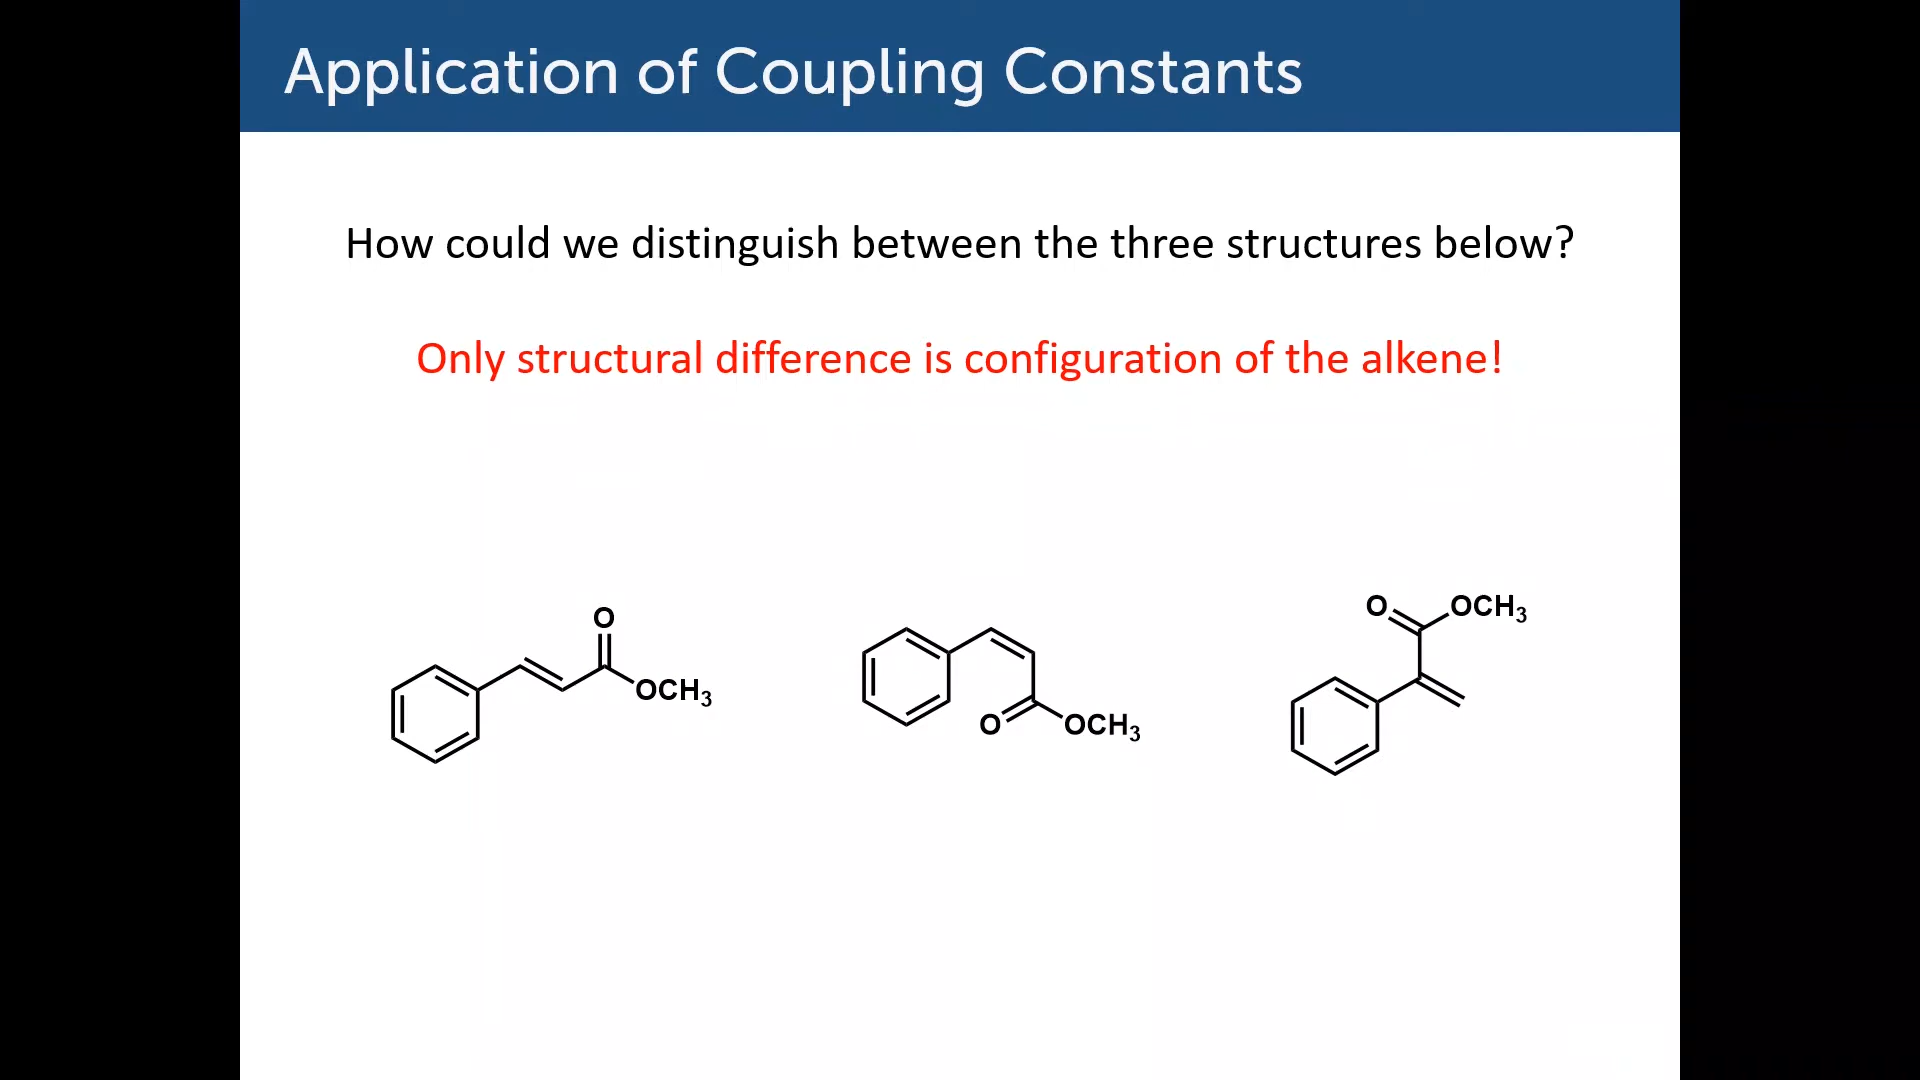 Application of Coupling Constants
How could we distinguish between the three structures below?
Only structural difference is configuration of the alkene!
O
OCH3
O
OCH3
O
OCH3